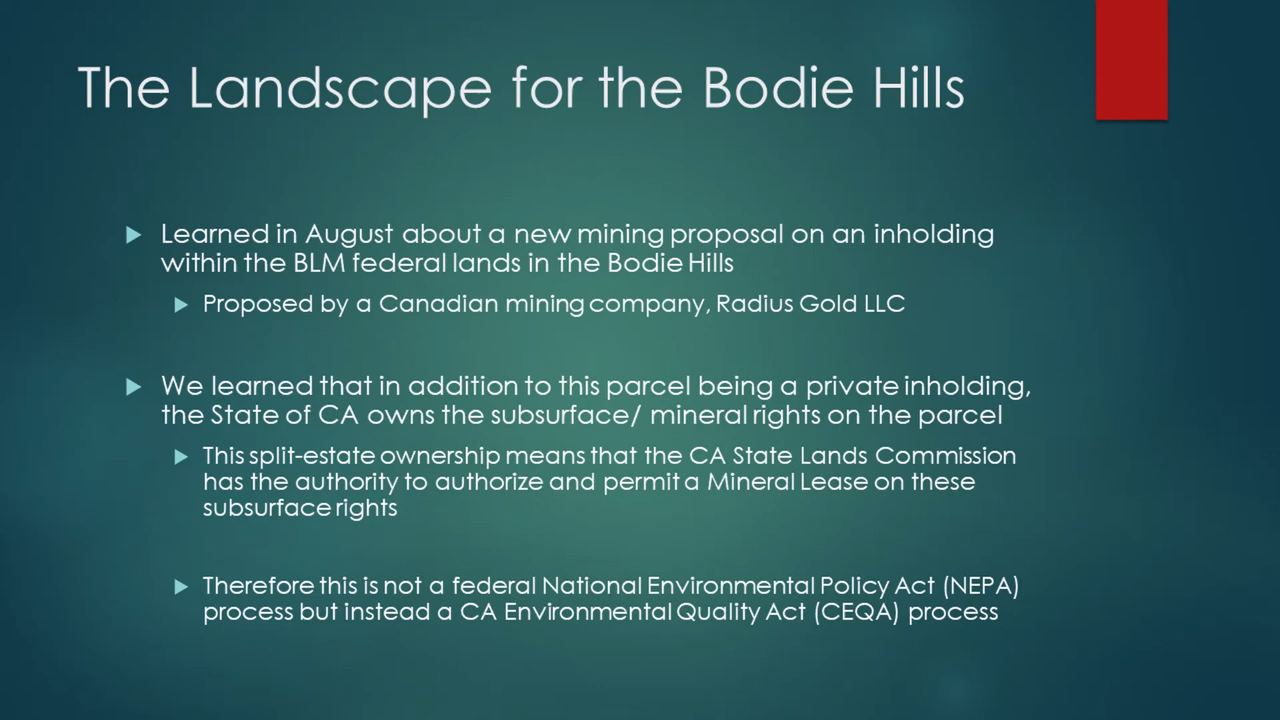 The Landscape for the Bodie Hills
Learned in August about a new mining proposal on an inholding
within the BLM federal lands in the Bodie Hills
Proposed by a Canadian mining company, Radius Gold LLC
We learned that in addition to this parcel being a private inholding,
the State of CA owns the subsurface/ mineral rights on the parcel
This split-estate ownership means that the CA State Lands Commission
has the authority to authorize and permit a Mineral Lease on these
subsurface rights
Therefore this is not a federal National Environmental Policy Act (NEPA)
process but instead a CA Environmental Quality Act (CEQA) process